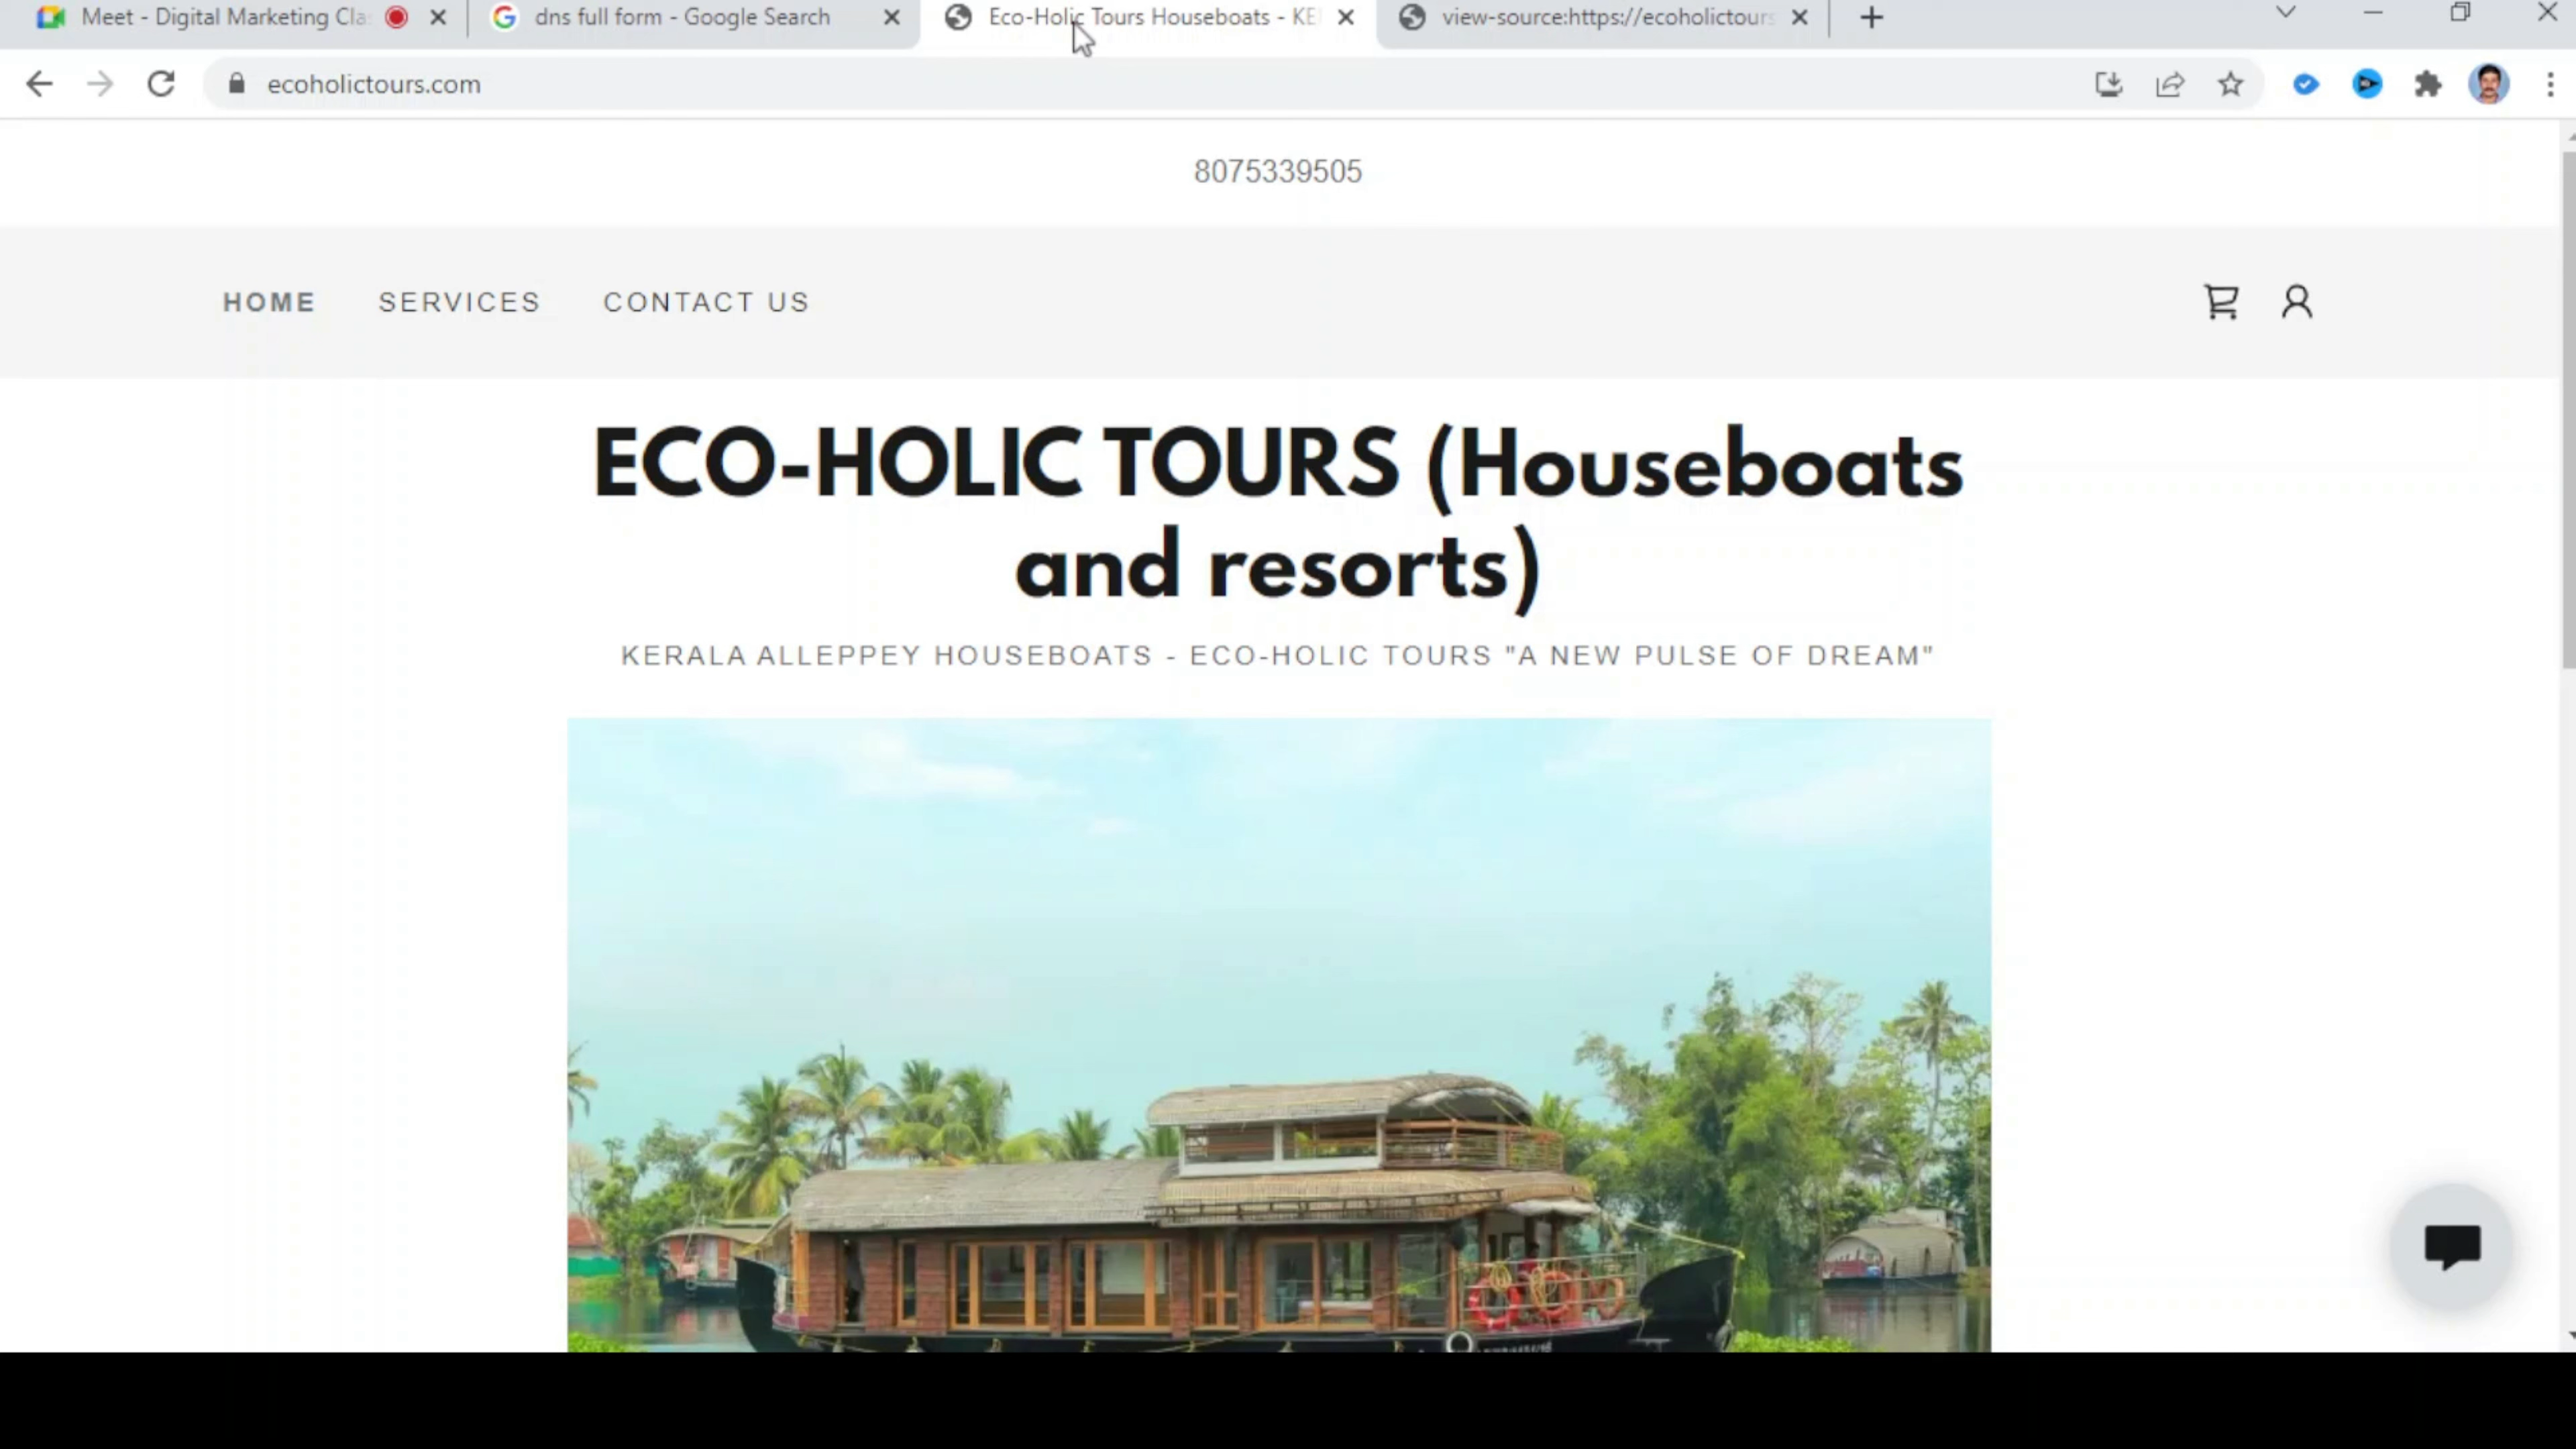 Meet - Digital Marketing Cla
dns full form - Google Search
Eco-Holic Tours Houseboats - KE
view-source:https://ecoholictours
ecoholictours.com
8075339505
HOME
SERVICES
CONTACT US
ECO-HOLIC TOURS (Houseboats
and resorts)
KERALA ALLEPPEY HOUSEBOATS - ECO-HOLIC TOURS "A NEW PULSE OF DREAM"